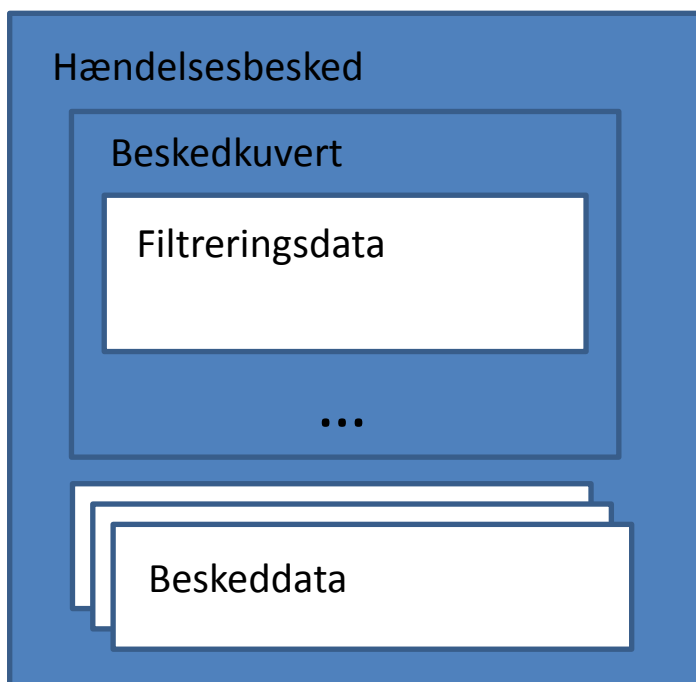 Hændelsesbesked
Beskedkuvert
Filtreringsdata
...
Beskeddata